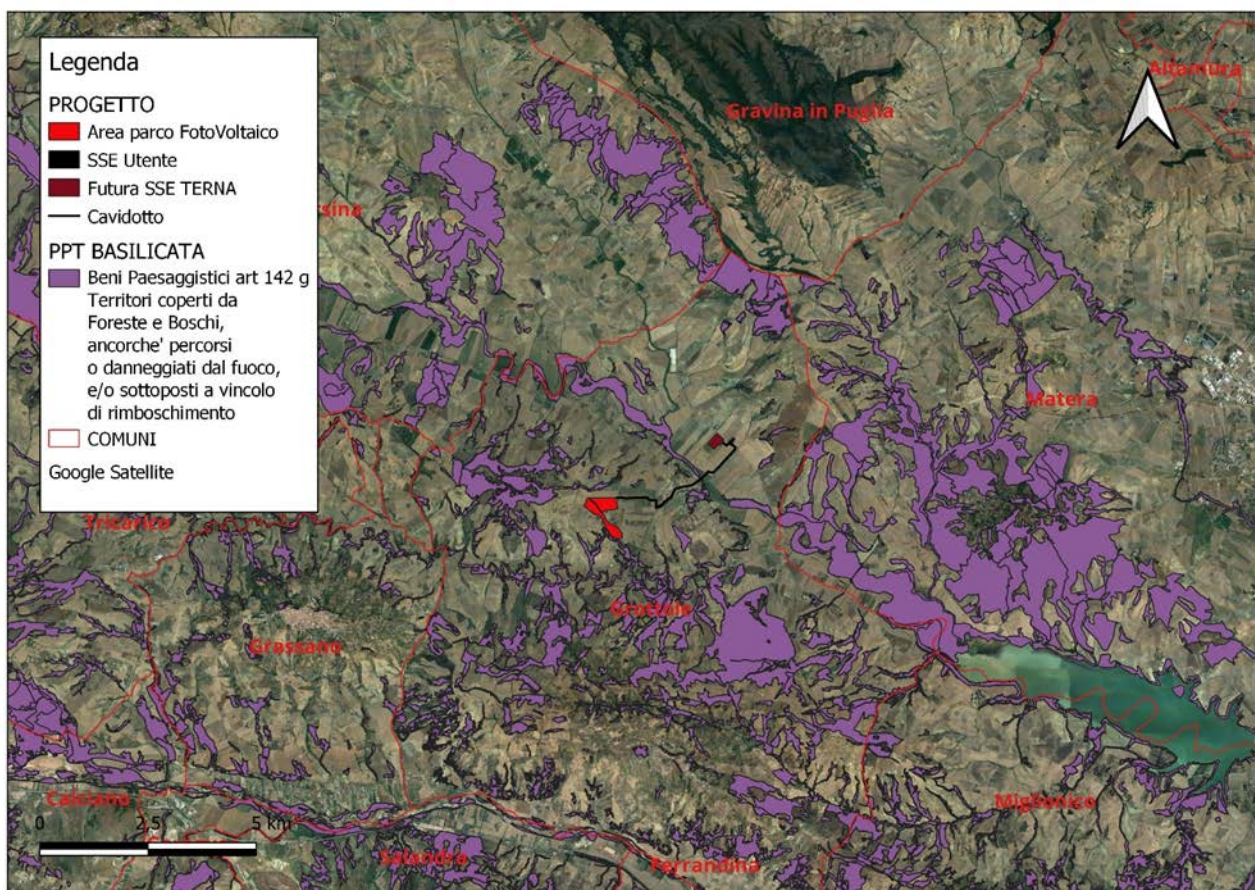 Legenda
PROGETTO
Area parco FotoVoltaico
SSE Utente
Futura SSE TERNA
Cavidotto
PPT BASILICATA
Beni Paesaggistici art 142 g
Territori coperti da
Foreste e Boschi,
ancorche' percorsi
o danneggiati dal fuoco,
e/o sottoposti a vincolo
di rimboschimento
COMUNI
Google Satellite
Altamura
Gravina in Puglia
rsina
Matera
Tricarico
Grottole
Grassano
Calciano
Miglionico
Salandra
Ferrandina
0 2,5 5 km